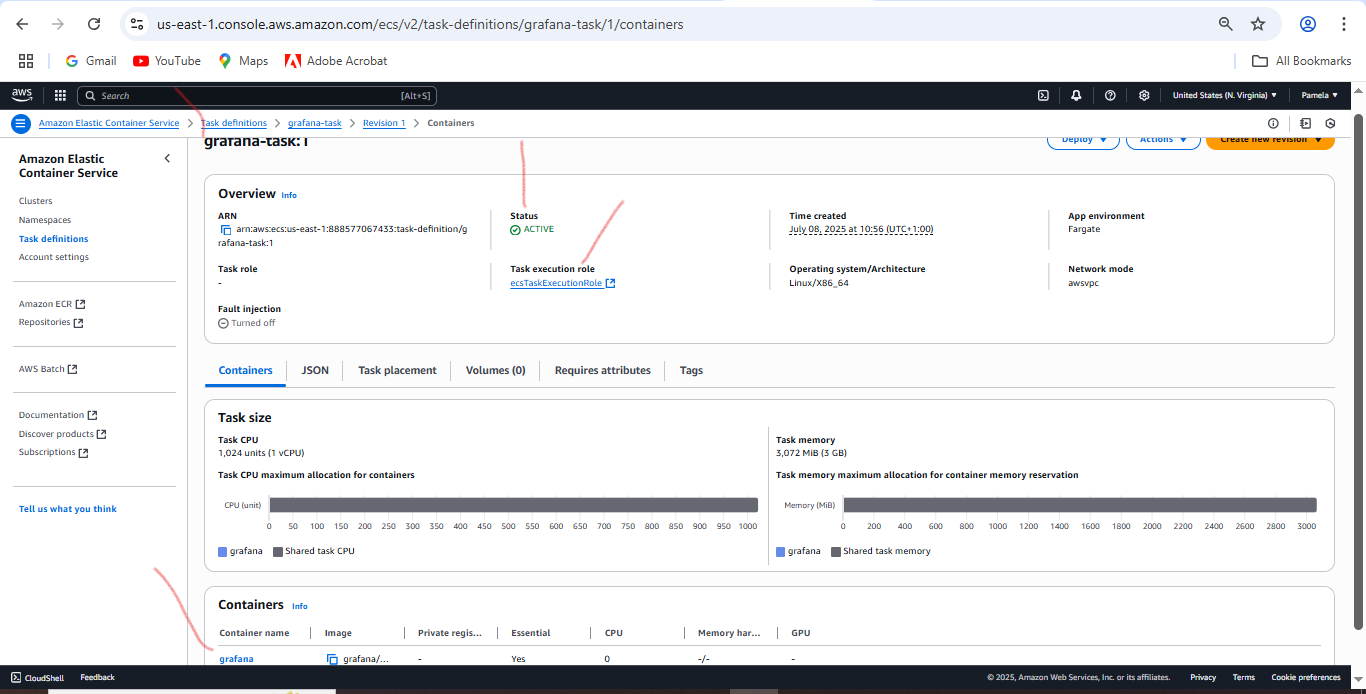 us-east-1.console.aws.amazon.com/ecs/v2/task-definitions/grafana-task/1/containers
Gmail YouTube Maps Adobe Acrobat All Bookmarks
aws Search [Alt+S] United States (N. Virginia) Pamela
Amazon Elastic Container Service Task definitions grafana-task Revision 1 Containers
Amazon Elastic
Container Service
Clusters
Namespaces
Task definitions
Account settings
Amazon ECR
Repositories
AWS Batch
Documentation
Discover products
Subscriptions
Tell us what you think
grafana-task:1
Deploy Actions Create new revision
Overview Info
ARN
arn:aws:ecs:us-east-1:888577067433:task-definition/g
rafana-task:1
Status
ACTIVE
Time created
July 08, 2025 at 10:56 (UTC+1:00)
App environment
Fargate
Task role
-
Task execution role
ecsTaskExecutionRole
Operating system/Architecture
Linux/X86_64
Network mode
awsvpc
Fault injection
Turned off
Containers JSON Task placement Volumes (0) Requires attributes Tags
Task size
Task CPU
1,024 units (1 vCPU)
Task CPU maximum allocation for containers
CPU (unit)
0 50 100 150 200 250 300 350 400 450 500 550 600 650 700 750 800 850 900 950 1000
grafana Shared task CPU
Task memory
3,072 MiB (3 GB)
Task memory maximum allocation for container memory reservation
Memory (MiB)
0 200 400 600 800 1000 1200 1400 1600 1800 2000 2200 2400 2600 2800 3000
grafana Shared task memory
Containers Info
Container name Image Private regis... Essential CPU Memory har... GPU
grafana grafana/... - Yes 0 -/- -
CloudShell Feedback © 2025, Amazon Web Services, Inc. or its affiliates. Privacy Terms Cookie preferences